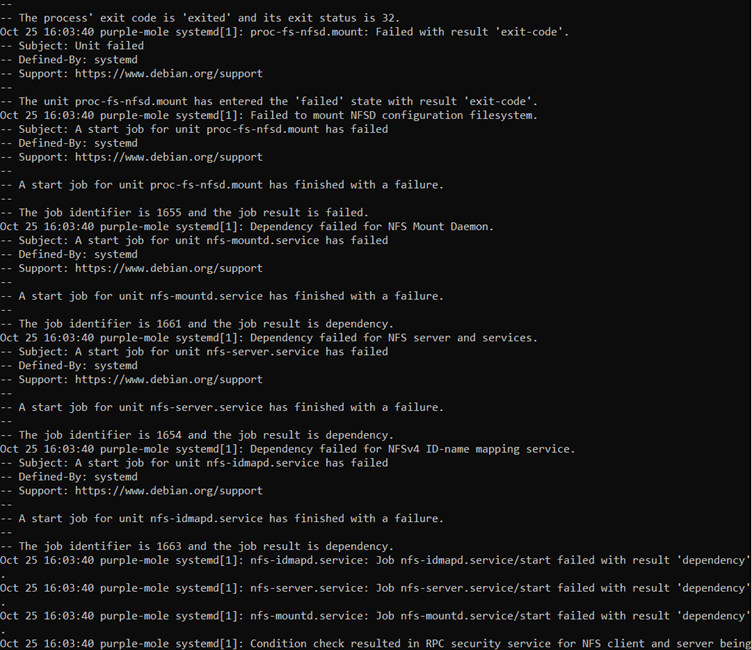 --
-- The process' exit code is 'exited' and its exit status is 32.
Oct 25 16:03:40 purple-mole systemd[1]: proc-fs-nfsd.mount: Failed with result 'exit-code'.
-- Subject: Unit failed
-- Defined-By: systemd
-- Support: https://www.debian.org/support
--
-- The unit proc-fs-nfsd.mount has entered the 'failed' state with result 'exit-code'.
Oct 25 16:03:40 purple-mole systemd[1]: Failed to mount NFSD configuration filesystem.
-- Subject: A start job for unit proc-fs-nfsd.mount has failed
-- Defined-By: systemd
-- Support: https://www.debian.org/support
--
-- A start job for unit proc-fs-nfsd.mount has finished with a failure.
--
-- The job identifier is 1655 and the job result is failed.
Oct 25 16:03:40 purple-mole systemd[1]: Dependency failed for NFS Mount Daemon.
-- Subject: A start job for unit nfs-mountd.service has failed
-- Defined-By: systemd
-- Support: https://www.debian.org/support
--
-- A start job for unit nfs-mountd.service has finished with a failure.
--
-- The job identifier is 1661 and the job result is dependency.
Oct 25 16:03:40 purple-mole systemd[1]: Dependency failed for NFS server and services.
-- Subject: A start job for unit nfs-server.service has failed
-- Defined-By: systemd
-- Support: https://www.debian.org/support
--
-- A start job for unit nfs-server.service has finished with a failure.
--
-- The job identifier is 1654 and the job result is dependency.
Oct 25 16:03:40 purple-mole systemd[1]: Dependency failed for NFSv4 ID-name mapping service.
-- Subject: A start job for unit nfs-idmapd.service has failed
-- Defined-By: systemd
-- Support: https://www.debian.org/support
--
-- A start job for unit nfs-idmapd.service has finished with a failure.
--
-- The job identifier is 1663 and the job result is dependency.
Oct 25 16:03:40 purple-mole systemd[1]: nfs-idmapd.service: Job nfs-idmapd.service/start failed with result 'dependency'
.
Oct 25 16:03:40 purple-mole systemd[1]: nfs-server.service: Job nfs-server.service/start failed with result 'dependency'
.
Oct 25 16:03:40 purple-mole systemd[1]: nfs-mountd.service: Job nfs-mountd.service/start failed with result 'dependency'
.
Oct 25 16:03:40 purple-mole systemd[1]: Condition check resulted in RPC security service for NFS client and server being